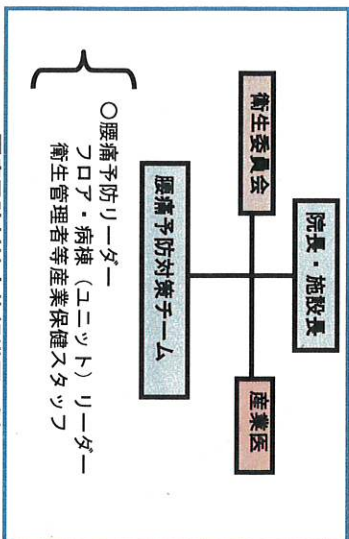 院長・施設長
衛生委員会
産業医
腰痛予防対策チーム
○腰痛予防リーダー
フロア・病棟（ユニット）リーダー
衛生管理者等産業保健スタッフ